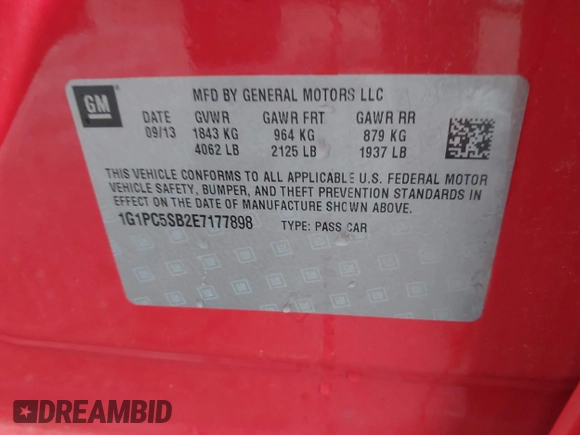 GM
MFD BY GENERAL MOTORS LLC
DATE GVWR GAWR FRT GAWR RR
09/13 1843 KG 964 KG 879 KG
4062 LB 2125 LB 1937 LB
THIS VEHICLE CONFORMS TO ALL APPLICABLE U.S. FEDERAL MOTOR
VEHICLE SAFETY, BUMPER, AND THEFT PREVENTION STANDARDS IN
EFFECT ON THE DATE OF MANUFACTURE SHOWN ABOVE.
1G1PC5SB2E7177898 TYPE: PASS CAR
DREAMBID